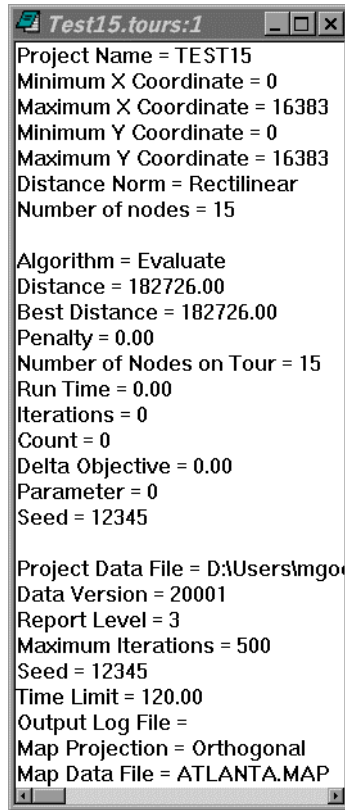 Test15.tours:1
Project Name = TEST15
Minimum X Coordinate = 0
Maximum X Coordinate = 16383
Minimum Y Coordinate = 0
Maximum Y Coordinate = 16383
Distance Norm = Rectilinear
Number of nodes = 15
Algorithm = Evaluate
Distance = 182726.00
Best Distance = 182726.00
Penalty = 0.00
Number of Nodes on Tour = 15
Run Time = 0.00
Iterations = 0
Count = 0
Delta Objective = 0.00
Parameter = 0
Seed = 12345
Project Data File = D:\Users\mgo
Data Version = 20001
Report Level = 3
Maximum Iterations = 500
Seed = 12345
Time Limit = 120.00
Output Log File =
Map Projection = Orthogonal
Map Data File = ATLANTA.MAP